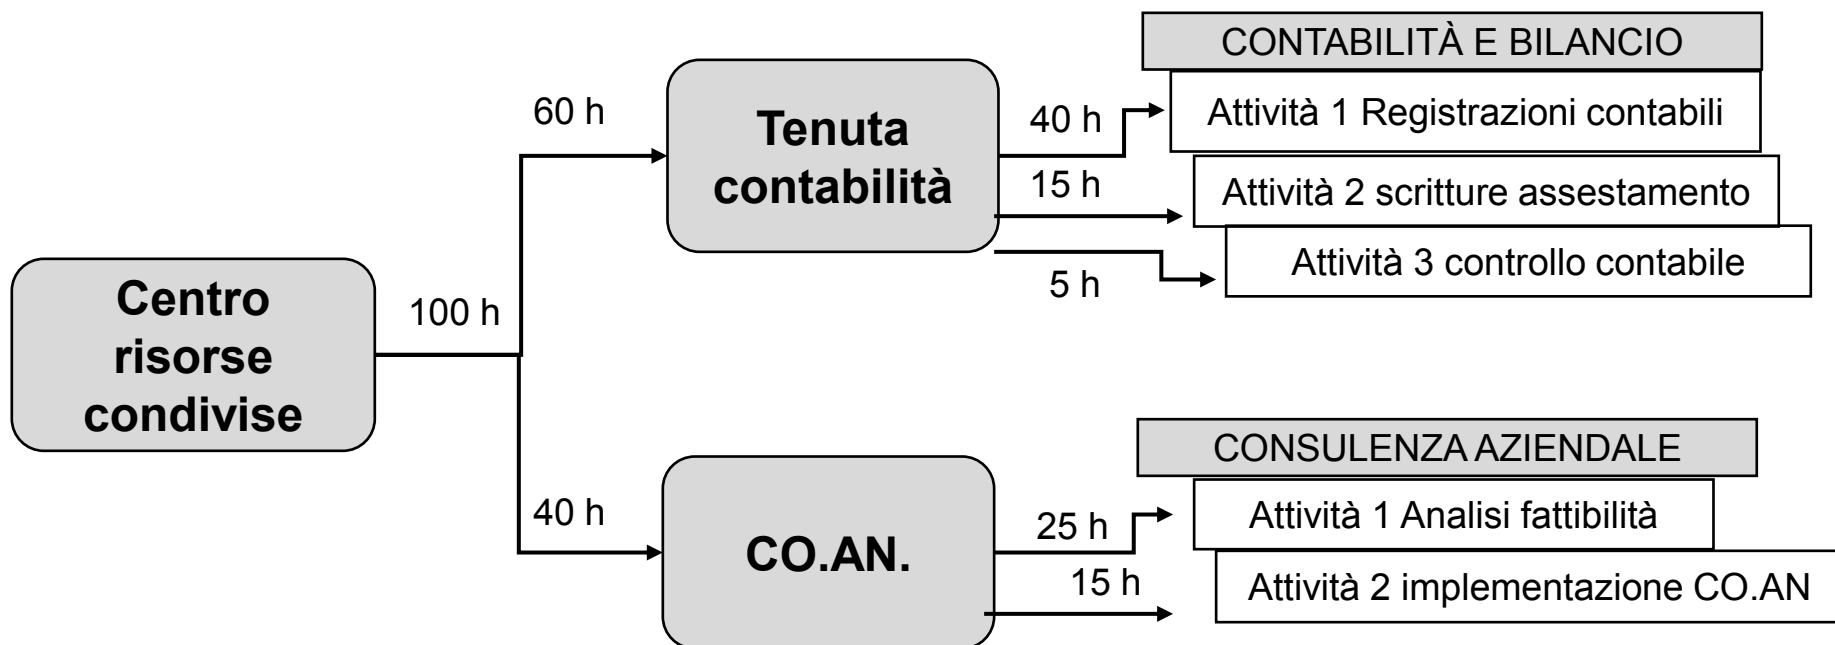 Centro
risorse
condivise
100 h
60 h
Tenuta
contabilità
40 h
15 h
5 h
CONTABILITÀ E BILANCIO
Attività 1 Registrazioni contabili
Attività 2 scritture assestamento
Attività 3 controllo contabile
40 h
CO.AN.
25 h
15 h
CONSULENZA AZIENDALE
Attività 1 Analisi fattibilità
Attività 2 implementazione CO.AN